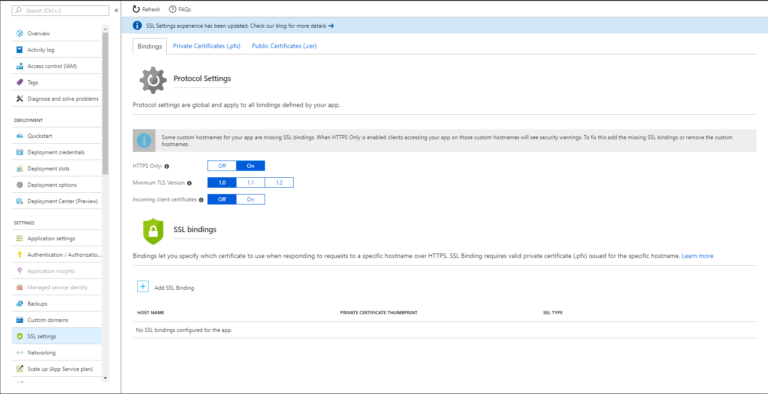 Search (Ctrl+/)
«
Overview
Activity log
Access control (IAM)
Tags
Diagnose and solve problems
DEPLOYMENT
Quickstart
Deployment credentials
Deployment slots
Deployment options
Deployment Center (Preview)
SETTINGS
Application settings
Authentication / Authorizatio...
Application Insights
Managed service identity
Backups
Custom domains
SSL settings
Networking
Scale up (App Service plan)
Refresh FAQs
SSL Settings experience has been updated. Check our blog for more details →
Bindings Private Certificates (.pfx) Public Certificates (.cer)
Protocol Settings
Protocol settings are global and apply to all bindings defined by your app.
Some custom hostnames for your app are missing SSL bindings. When HTTPS Only is enabled clients accessing your app on those custom hostnames will see security warnings. To fix this add the missing SSL bindings or remove the custom
hostnames.
HTTPS Only: Off On
Minimum TLS Version 1.0 1.1 1.2
Incoming client certificates Off On
SSL bindings
Bindings let you specify which certificate to use when responding to requests to a specific hostname over HTTPS. SSL Binding requires valid private certificate (.pfx) issued for the specific hostname. Learn more
+ Add SSL Binding
HOST NAME PRIVATE CERTIFICATE THUMBPRINT SSL TYPE
No SSL bindings configured for the app.